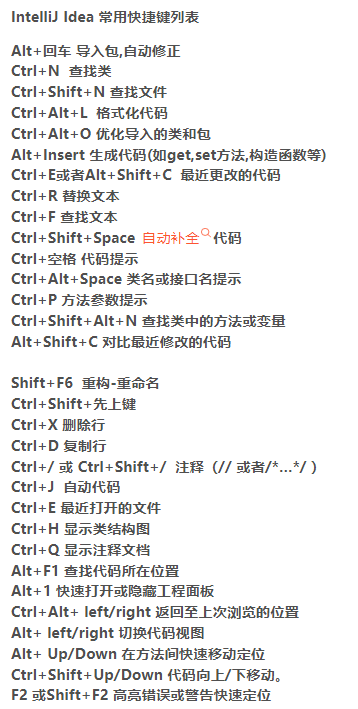 IntelliJ Idea 常用快捷键列表
Alt+回车 导入包,自动修正
Ctrl+N  查找类
Ctrl+Shift+N 查找文件
Ctrl+Alt+L  格式化代码
Ctrl+Alt+O 优化导入的类和包
Alt+Insert 生成代码(如get,set方法,构造函数等)
Ctrl+E或者Alt+Shift+C  最近更改的代码
Ctrl+R 替换文本
Ctrl+F 查找文本
Ctrl+Shift+Space 自动补全代码
Ctrl+空格 代码提示
Ctrl+Alt+Space 类名或接口名提示
Ctrl+P 方法参数提示
Ctrl+Shift+Alt+N 查找类中的方法或变量
Alt+Shift+C 对比最近修改的代码
Shift+F6  重构-重命名
Ctrl+Shift+先上键
Ctrl+X 删除行
Ctrl+D 复制行
Ctrl+/ 或 Ctrl+Shift+/  注释（// 或者/*...*/ ）
Ctrl+J  自动代码
Ctrl+E 最近打开的文件
Ctrl+H 显示类结构图
Ctrl+Q 显示注释文档
Alt+F1 查找代码所在位置
Alt+1 快速打开或隐藏工程面板
Ctrl+Alt+ left/right 返回至上次浏览的位置
Alt+ left/right 切换代码视图
Alt+ Up/Down 在方法间快速移动定位
Ctrl+Shift+Up/Down 代码向上/下移动。
F2 或Shift+F2 高亮错误或警告快速定位